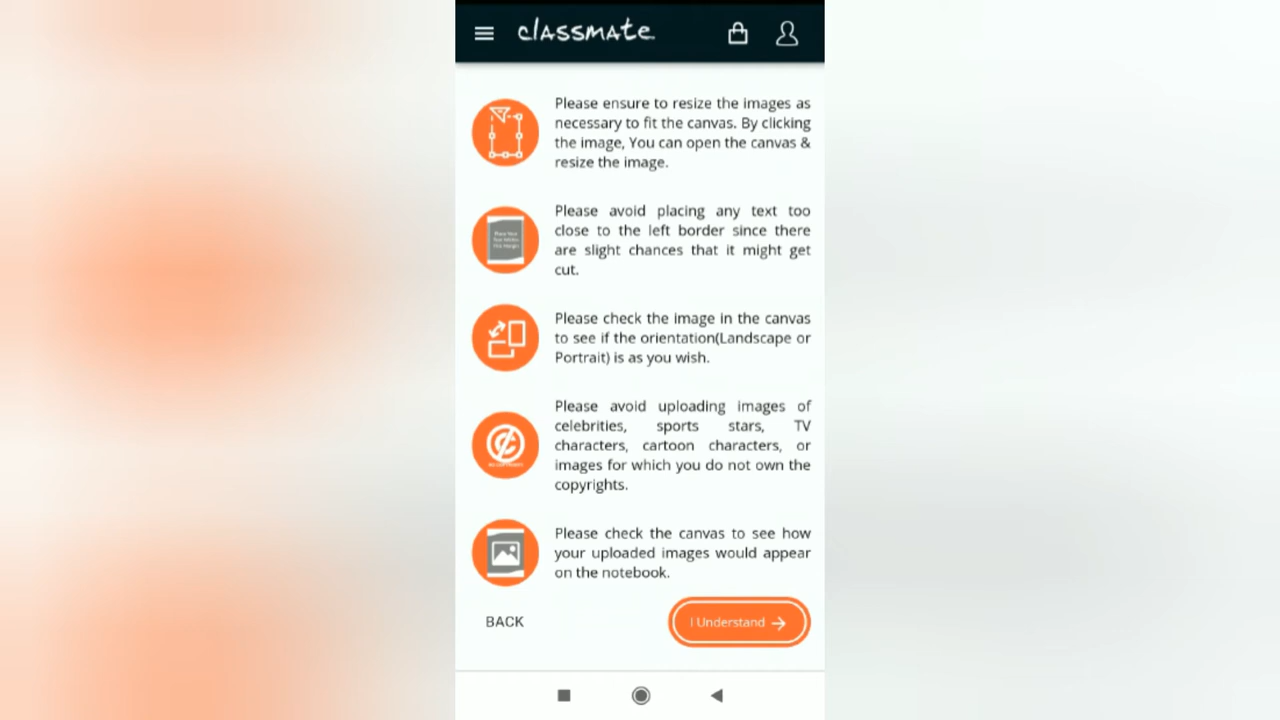 classmate
Please ensure to resize the images as
necessary to fit the canvas. By clicking
the image, You can open the canvas &
resize the image.
Please avoid placing any text too
close to the left border since there
are slight chances that it might get
cut.
Please check the image in the canvas
to see if the orientation(Landscape or
Portrait) is as you wish.
Please avoid uploading images of
celebrities, sports stars, TV
characters, cartoon characters, or
images for which you do not own the
copyrights.
Please check the canvas to see how
your uploaded images would appear
on the notebook.
BACK
I Understand